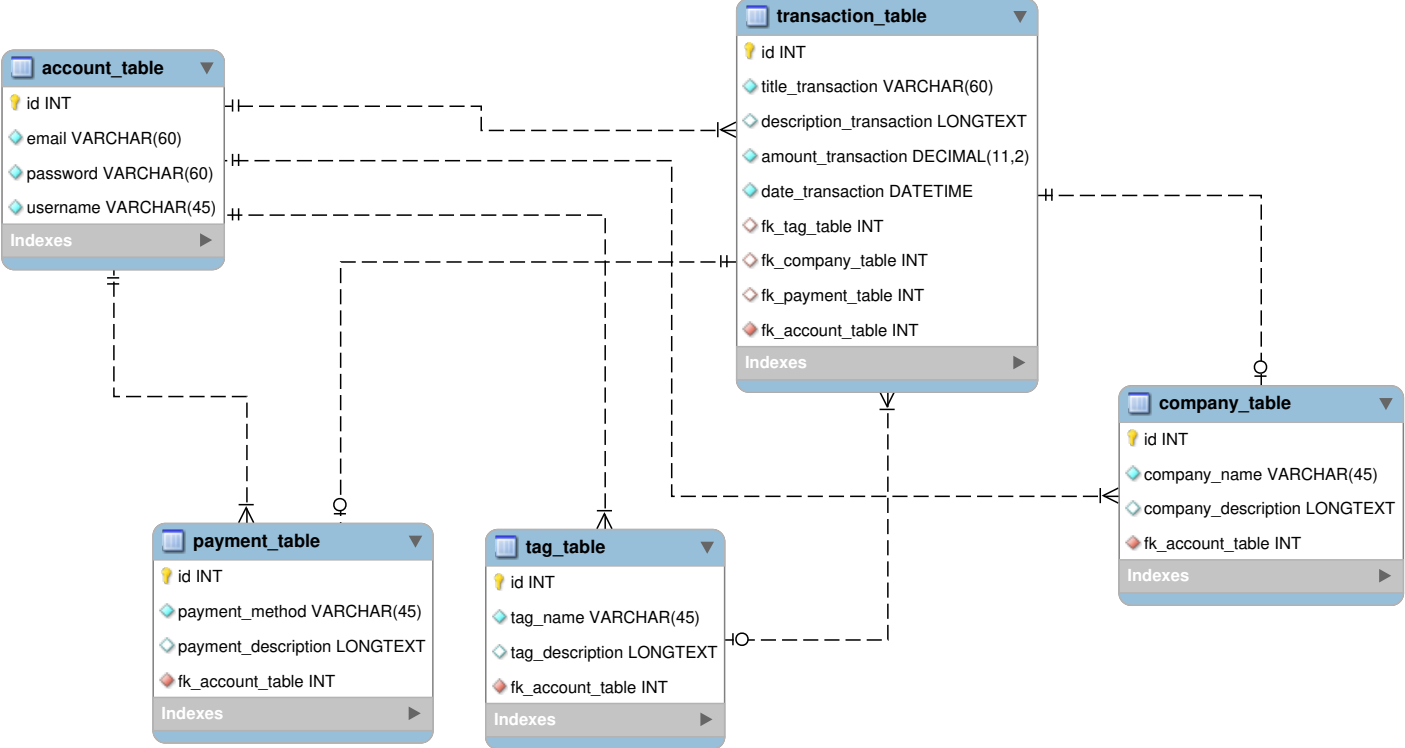 account_table
id INT
email VARCHAR(60)
password VARCHAR(60)
username VARCHAR(45)
Indexes
transaction_table
id INT
title_transaction VARCHAR(60)
description_transaction LONGTEXT
amount_transaction DECIMAL(11,2)
date_transaction DATETIME
fk_tag_table INT
fk_company_table INT
fk_payment_table INT
fk_account_table INT
Indexes
company_table
id INT
company_name VARCHAR(45)
company_description LONGTEXT
fk_account_table INT
Indexes
payment_table
id INT
payment_method VARCHAR(45)
payment_description LONGTEXT
fk_account_table INT
Indexes
tag_table
id INT
tag_name VARCHAR(45)
tag_description LONGTEXT
fk_account_table INT
Indexes